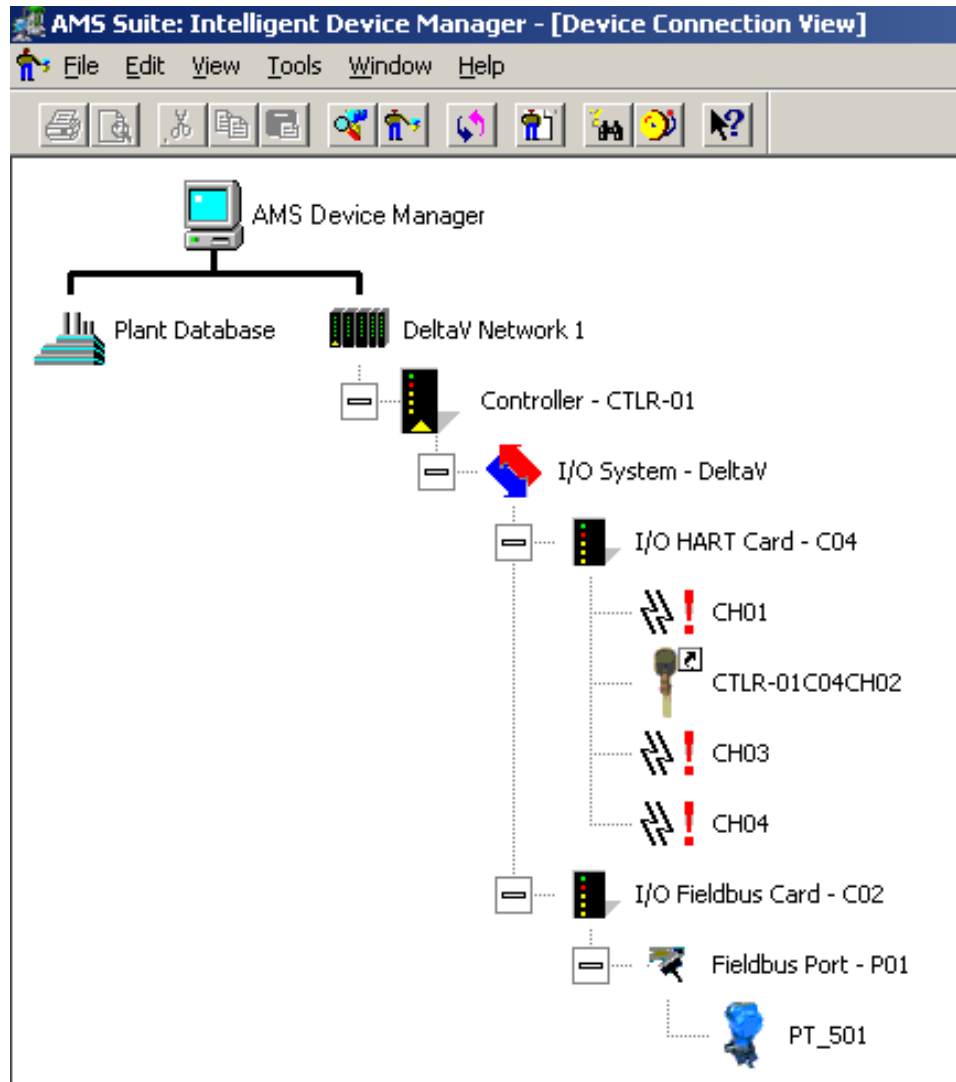 AMS Suite: Intelligent Device Manager - [Device Connection View]
File Edit View Tools Window Help
AMS Device Manager
Plant Database
DeltaV Network 1
Controller - CTLR-01
I/O System - DeltaV
I/O HART Card - C04
CH01
CTLR-01C04CH02
CH03
CH04
I/O Fieldbus Card - C02
Fieldbus Port - P01
PT_501